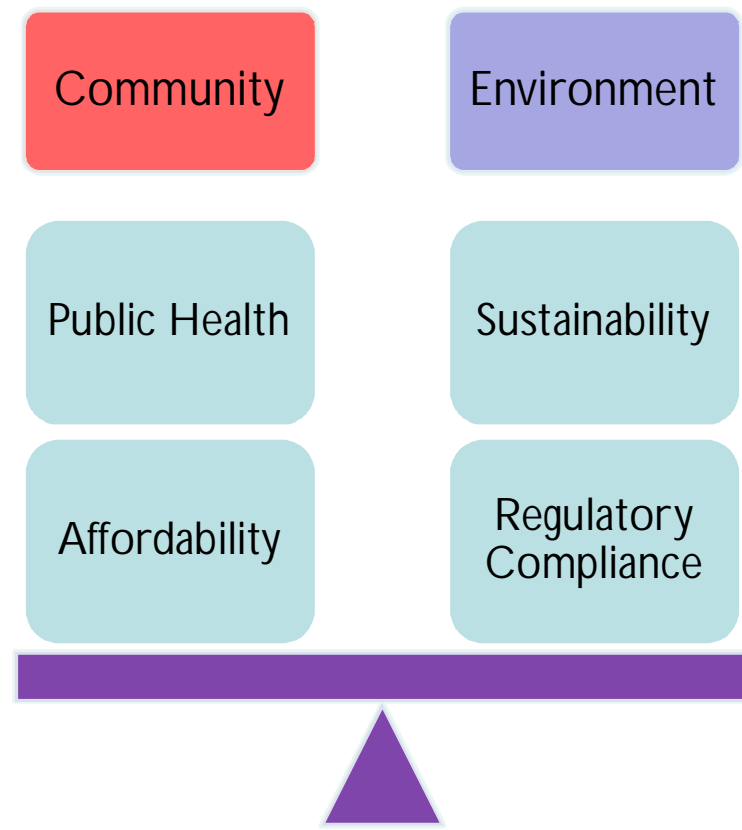 Community
Environment
Public Health
Sustainability
Affordability
Regulatory
Compliance